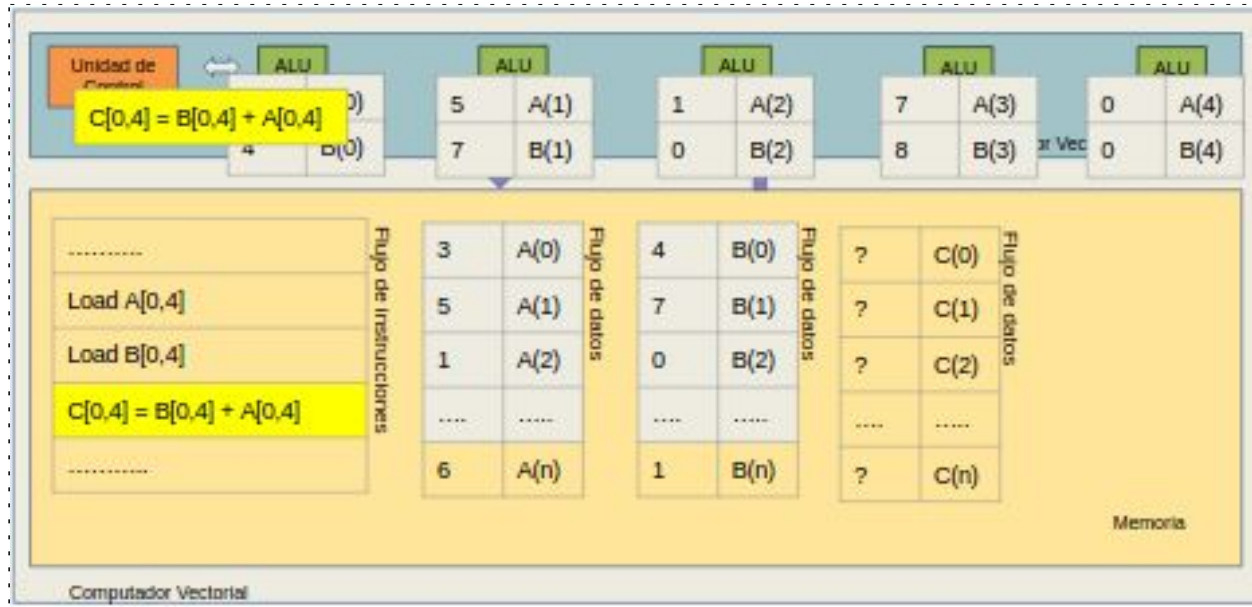 Unidad de
Control
ALU
ALU
ALU
ALU
ALU
C[0,4] = B[0,4] + A[0,4]
0)
5 A(1)
1 A(2)
7 A(3)
0 A(4)
4 B(0)
7 B(1)
0 B(2)
8 B(3)
or Vec
0 B(4)
...........
Load A[0,4]
Load B[0,4]
C[0,4] = B[0,4] + A[0,4]
............
Flujo de instrucciones
3 A(0)
5 A(1)
1 A(2)
.... .....
6 A(n)
Flujo de datos
4 B(0)
7 B(1)
0 B(2)
.... .....
1 B(n)
Flujo de datos
? C(0)
? C(1)
? C(2)
.... .....
? C(n)
Flujo de datos
Memoria
Computador Vectorial